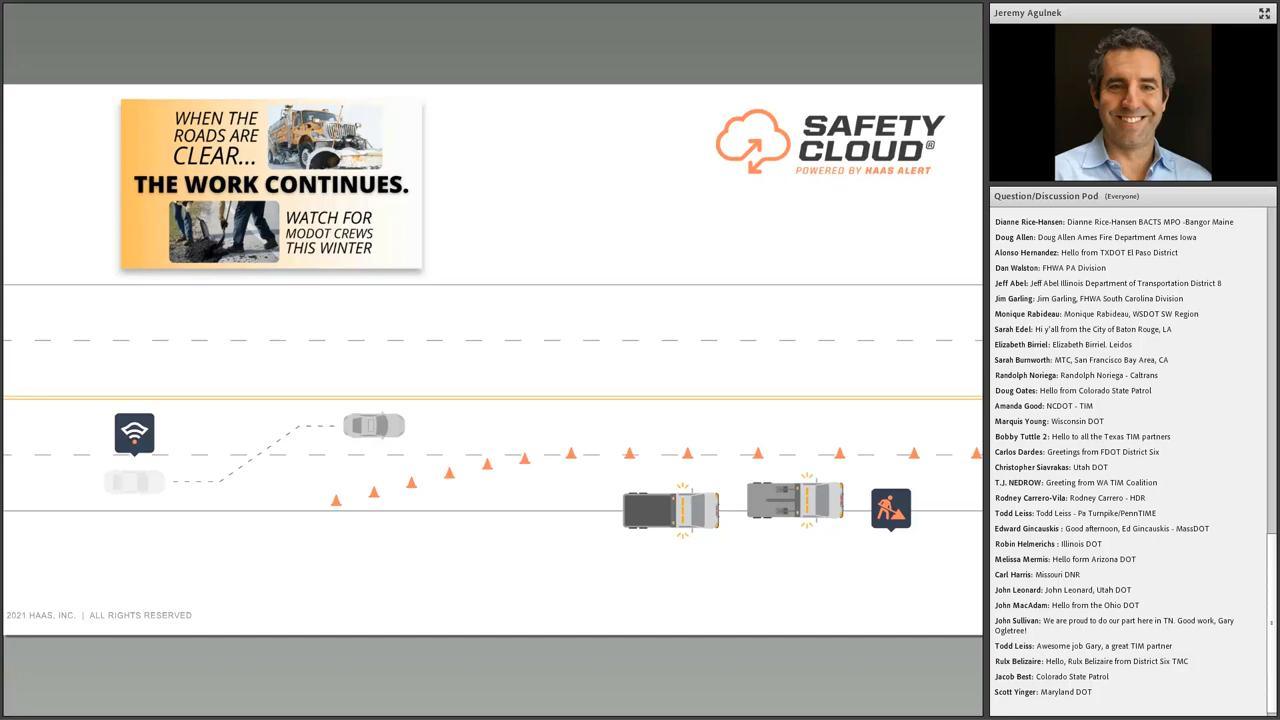 WHEN THE
ROADS ARE
CLEAR...
THE WORK CONTINUES.
WATCH FOR
MODOT CREWS
THIS WINTER
SAFETY
CLOUD®
POWERED BY HAAS ALERT
2021 HAAS, INC. | ALL RIGHTS RESERVED
Jeremy Agulnek
Question/Discussion Pod (Everyone)
Dianne Rice-Hansen: Dianne Rice-Hansen BACTS MPO -Bangor Maine
Doug Allen: Doug Allen Ames Fire Department Ames Iowa
Alonso Hernandez: Hello from TXDOT El Paso District
Dan Walston: FHWA PA Division
Jeff Abel: Jeff Abel Illinois Department of Transportation District 8
Jim Garling: Jim Garling, FHWA South Carolina Division
Monique Rabideau: Monique Rabideau, WSDOT SW Region
Sarah Edel: Hi y'all from the City of Baton Rouge, LA
Elizabeth Birriel: Elizabeth Birriel. Leidos
Sarah Burnworth: MTC, San Francisco Bay Area, CA
Randolph Noriega: Randolph Noriega - Caltrans
Doug Oates: Hello from Colorado State Patrol
Amanda Good: NCDOT - TIM
Marquis Young: Wisconsin DOT
Bobby Tuttle 2: Hello to all the Texas TIM partners
Carlos Dardes: Greetings from FDOT District Six
Christopher Siavrakas: Utah DOT
T.J. NEDROW: Greeting from WA TIM Coalition
Rodney Carrero-Vila: Rodney Carrero - HDR
Todd Leiss: Todd Leiss - Pa Turnpike/PennTIME
Edward Gincauskis : Good afternoon, Ed Gincauskis - MassDOT
Robin Helmerichs : Illinois DOT
Melissa Mermis: Hello form Arizona DOT
Carl Harris: Missouri DNR
John Leonard: John Leonard, Utah DOT
John MacAdam: Hello from the Ohio DOT
John Sullivan: We are proud to do our part here in TN. Good work, Gary
Ogletree!
Todd Leiss: Awesome job Gary, a great TIM partner
Rulx Belizaire: Hello, Rulx Belizaire from District Six TMC
Jacob Best: Colorado State Patrol
Scott Yinger: Maryland DOT